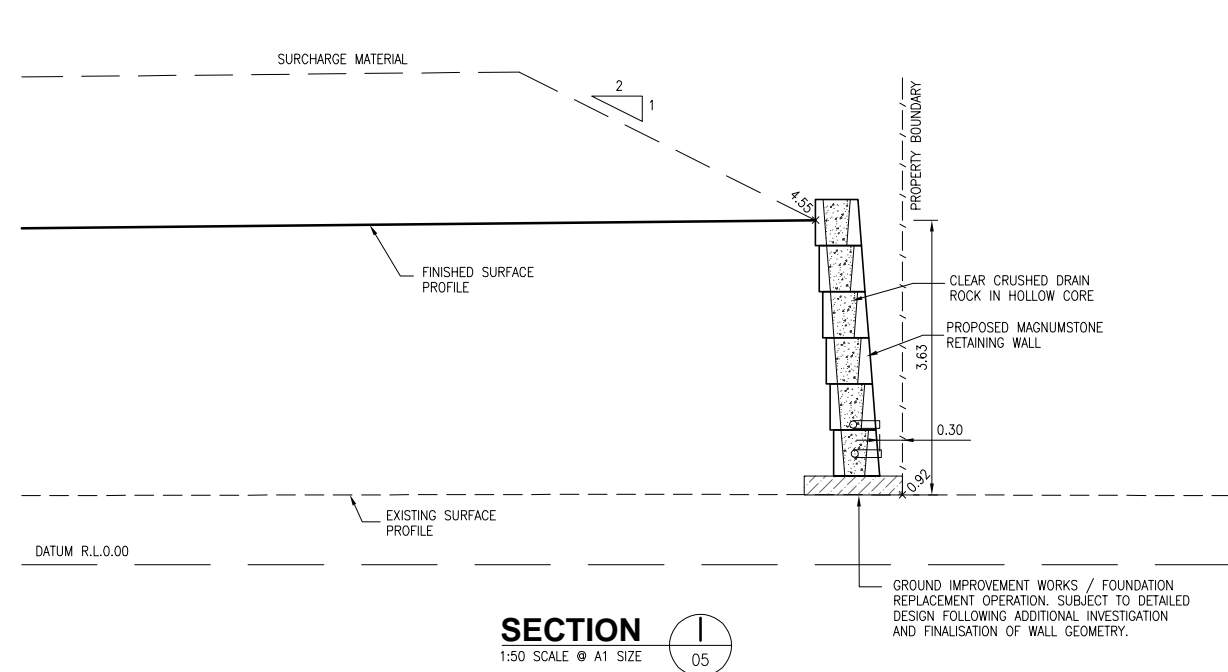 SURCHARGE MATERIAL
2
1
PROPERTY BOUNDARY
4.55
FINISHED SURFACE
PROFILE
CLEAR CRUSHED DRAIN
ROCK IN HOLLOW CORE
PROPOSED MAGNUMSTONE
RETAINING WALL
3.63
0.30
0.92
EXISTING SURFACE
PROFILE
DATUM R.L.0.00
GROUND IMPROVEMENT WORKS / FOUNDATION
REPLACEMENT OPERATION. SUBJECT TO DETAILED
DESIGN FOLLOWING ADDITIONAL INVESTIGATION
AND FINALISATION OF WALL GEOMETRY.
SECTION
1:50 SCALE @ A1 SIZE
I
05